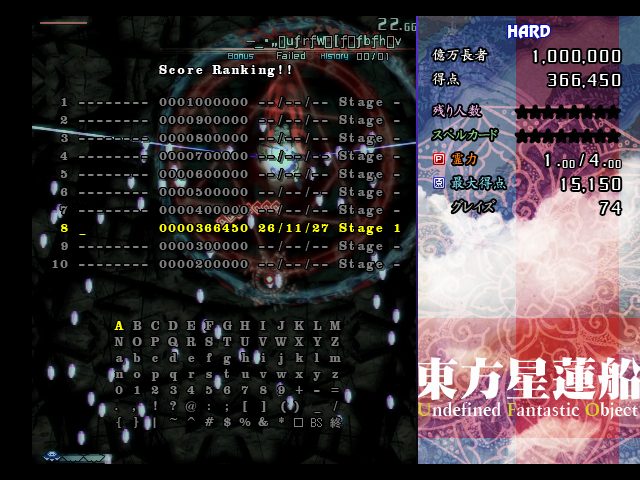 22.66
Bonus Failed History 00/01
Score Ranking!!
1 -------- 0001000000 --/--/-- Stage -
2 -------- 0000900000 --/--/-- Stage -
3 -------- 0000800000 --/--/-- Stage -
4 -------- 0000700000 --/--/-- Stage -
5 -------- 0000600000 --/--/-- Stage -
6 -------- 0000500000 --/--/-- Stage -
7 -------- 0000400000 --/--/-- Stage -
8 _ 0000366450 26/11/27 Stage 1
9 -------- 0000300000 --/--/-- Stage -
10 -------- 0000200000 --/--/-- Stage -
A B C D E F G H I J K L M
N O P Q R S T U V W X Y Z
a b c d e f g h i j k l m
n o p q r s t u v w x y z
0 1 2 3 4 5 6 7 8 9 + - =
. , ! ? @ : ; [ ] ( ) _ /
{ } | ~ ^ # $ % & * □ BS 終
HARD
億万長者 1,000,000
得点 366,450
残り人数
スペルカード
P 霊力 1.00/4.00
最大得点 15,150
グレイズ 74
東方星蓮船
Undefined Fantastic Object